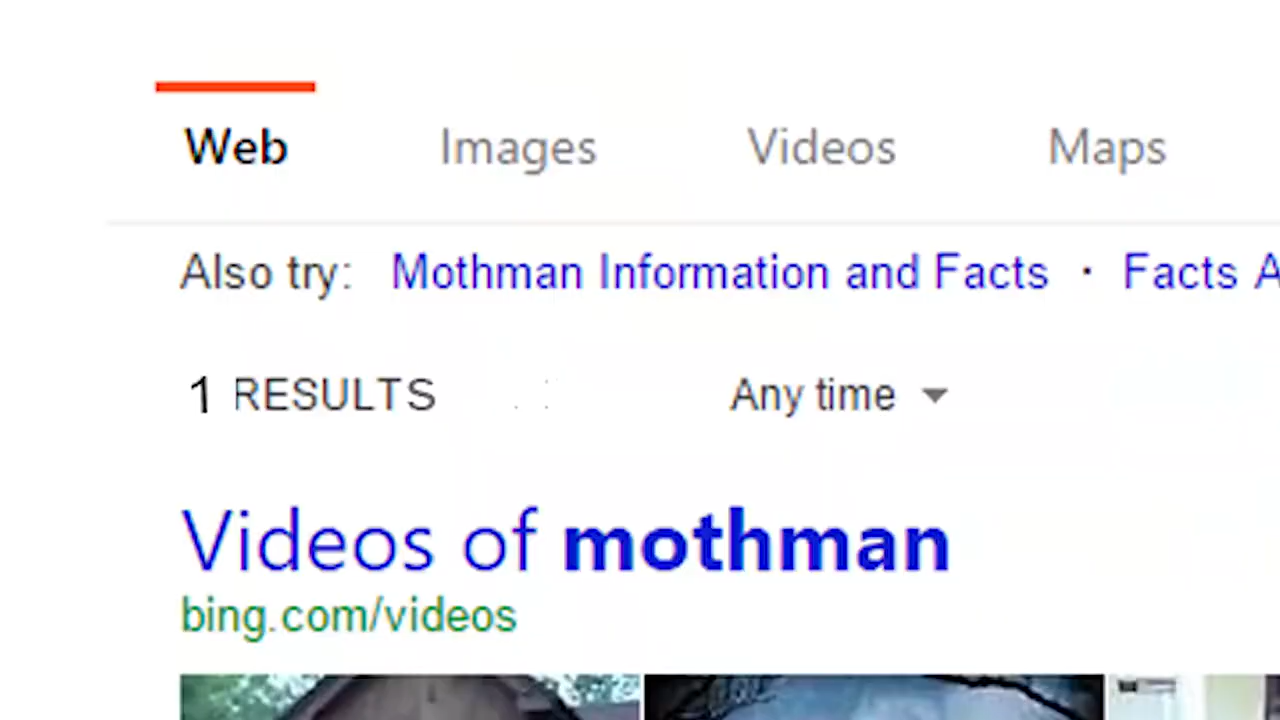 Web Images Videos Maps
Also try: Mothman Information and Facts · Facts A
1 RESULTS Any time
Videos of mothman
bing.com/videos